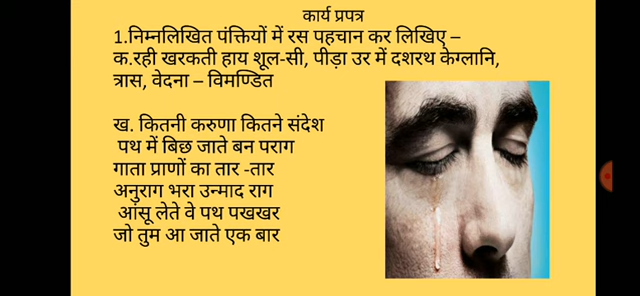 कार्य प्रपत्र
1.निम्नलिखित पंक्तियों में रस पहचान कर लिखिए –
क.रही खरकती हाय शूल-सी, पीड़ा उर में दशरथ केग्लानि,
त्रास, वेदना – विमण्डित
ख. कितनी करुणा कितने संदेश
पथ में बिछ जाते बन पराग
गाता प्राणों का तार -तार
अनुराग भरा उन्माद राग
आंसू लेते वे पथ पखखर
जो तुम आ जाते एक बार